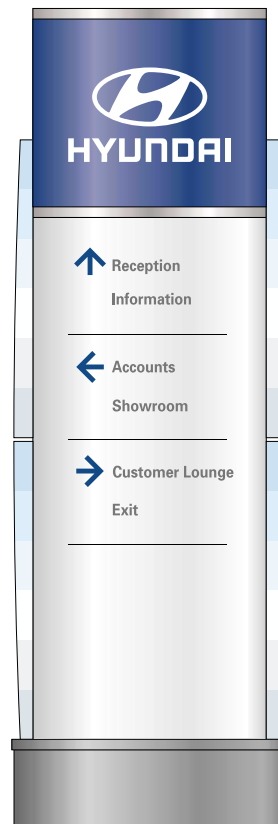 HYUNDAI
Reception
Information
Accounts
Showroom
Customer Lounge
Exit